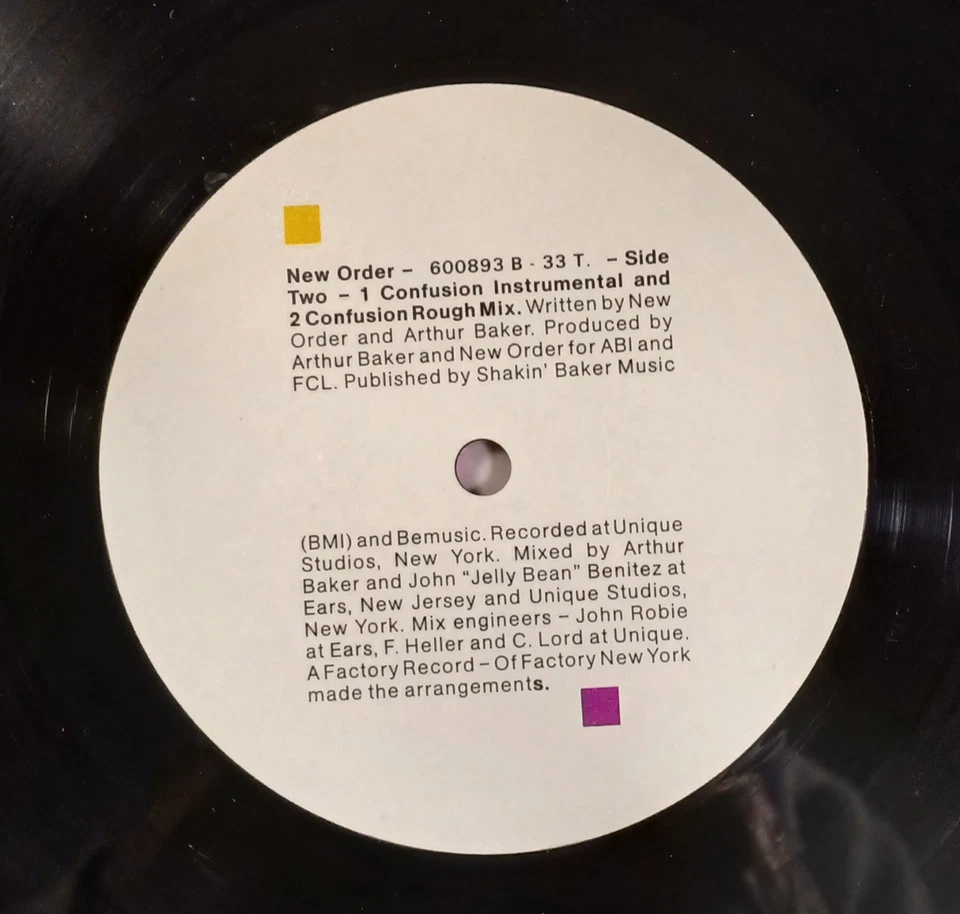 New Order – 600893 B - 33 T. – Side
Two – 1 Confusion Instrumental and
2 Confusion Rough Mix. Written by New
Order and Arthur Baker. Produced by
Arthur Baker and New Order for ABI and
FCL. Published by Shakin' Baker Music
(BMI) and Bemusic. Recorded at Unique
Studios, New York. Mixed by Arthur
Baker and John “Jelly Bean” Benitez at
Ears, New Jersey and Unique Studios,
New York. Mix engineers – John Robie
at Ears, F. Heller and C. Lord at Unique.
A Factory Record – Of Factory New York
made the arrangements.